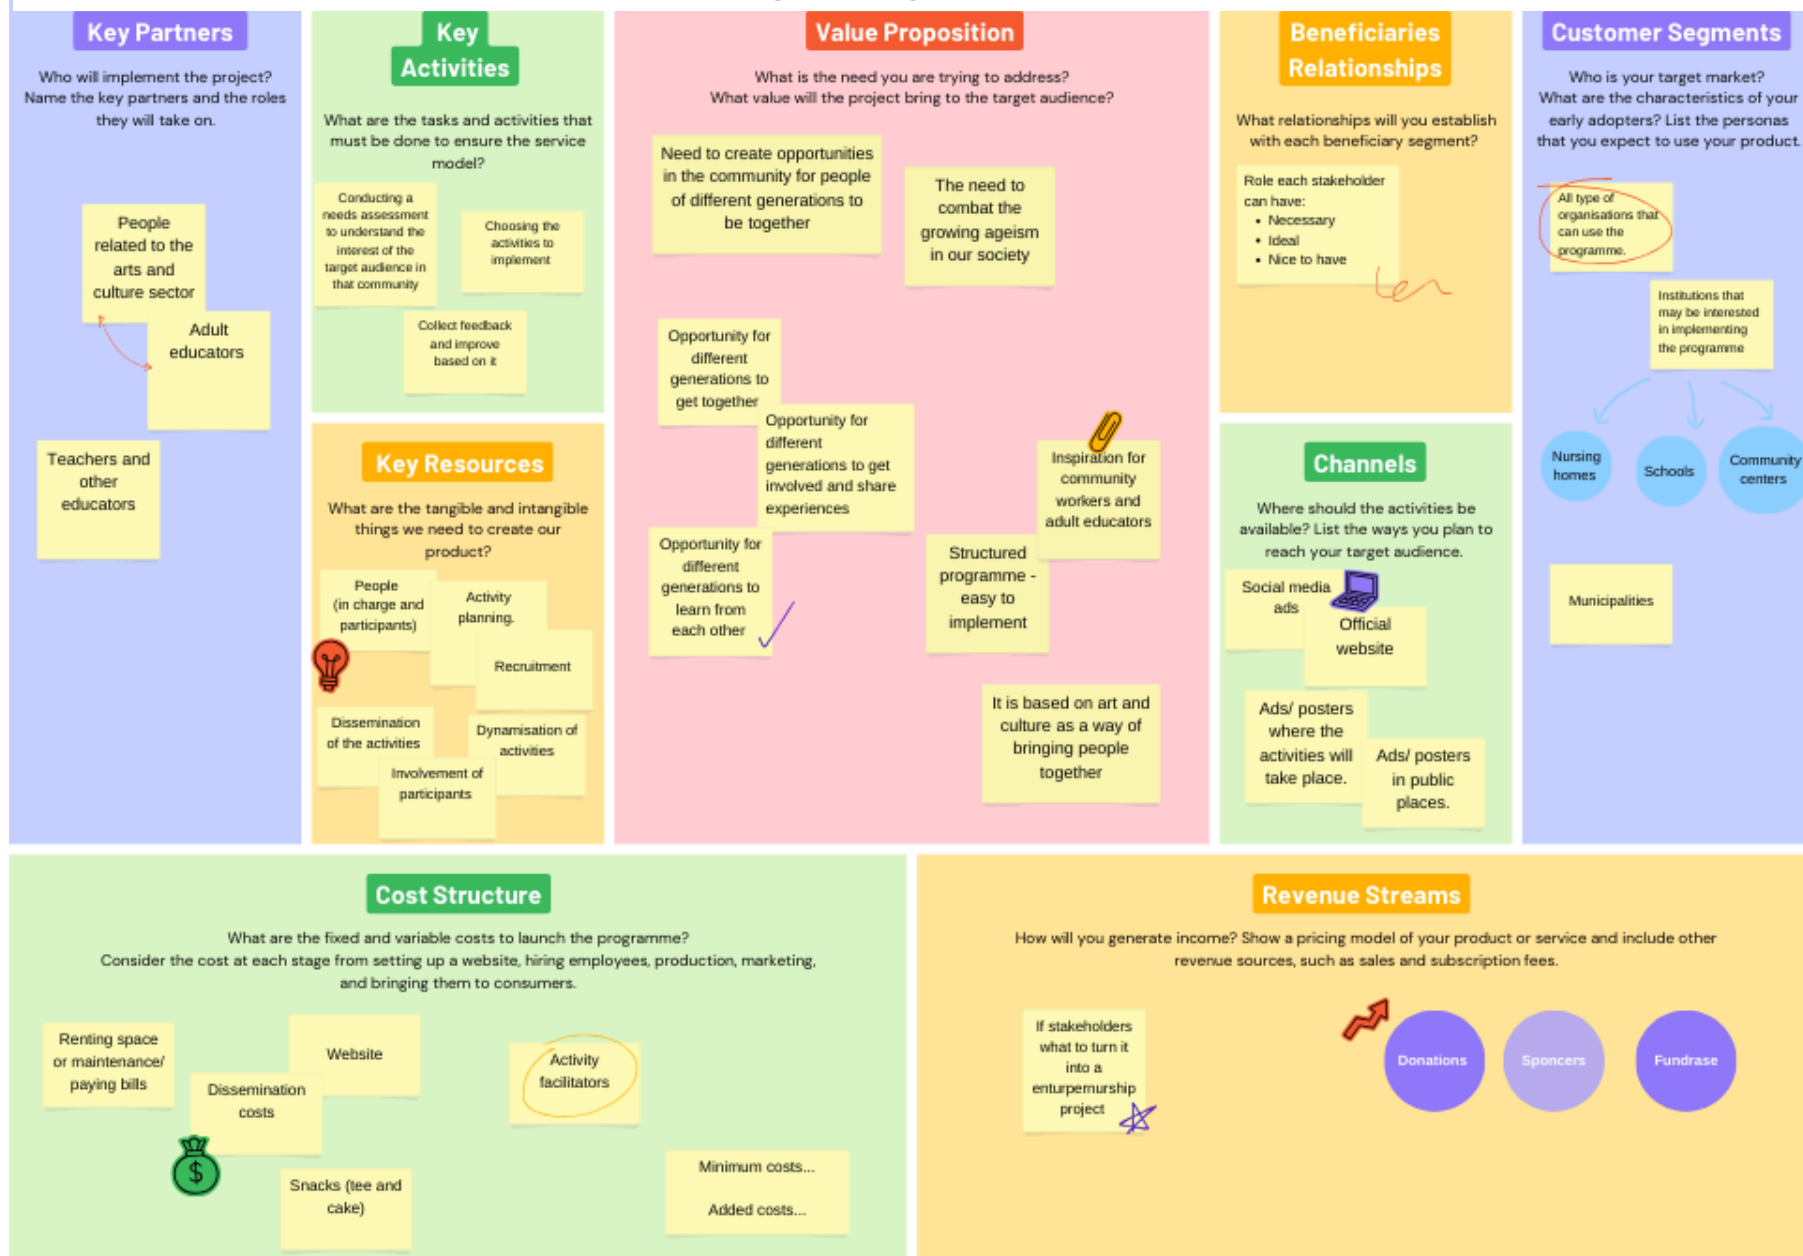 Key Partners
Who will implement the project?
Name the key partners and the roles
they will take on.
People
related to the
arts and
culture sector
Adult
educators
Teachers and
other
educators
Key
Activities
What are the tasks and activities that
must be done to ensure the service
model?
Conducting a
needs assessment
to understand the
interest of the
target audience in
that community
Choosing the
activities to
implement
Collect feedback
and improve
based on it
Key Resources
What are the tangible and intangible
things we need to create our
product?
People
(in charge and
participants)
Activity
planning.
Recruitment
Dissemination
of the activities
Dynamisation of
activities
Involvement of
participants
Value Proposition
What is the need you are trying to address?
What value will the project bring to the target audience?
Need to create opportunities
in the community for people
of different generations to
be together
The need to
combat the
growing ageism
in our society
Opportunity for
different
generations to
get together
Opportunity for
different
generations to get
involved and share
experiences
Opportunity for
different
generations to
learn from
each other
Inspiration for
community
workers and
adult educators
Structured
programme -
easy to
implement
It is based on art and
culture as a way of
bringing people
together
Beneficiaries
Relationships
What relationships will you establish
with each beneficiary segment?
Role each stakeholder
can have:
• Necessary
• Ideal
• Nice to have
Channels
Where should the activities be
available? List the ways you plan to
reach your target audience.
Social media
ads
Official
website
Ads/ posters
where the
activities will
take place.
Ads/ posters
in public
places.
Customer Segments
Who is your target market?
What are the characteristics of your
early adopters? List the personas
that you expect to use your product.
All type of
organisations that
can use the
programme.
Institutions that
may be interested
in implementing
the programme
Nursing
homes
Schools
Community
centers
Municipalities
Cost Structure
What are the fixed and variable costs to launch the programme?
Consider the cost at each stage from setting up a website, hiring employees, production, marketing,
and bringing them to consumers.
Renting space
or maintenance/
paying bills
Website
Dissemination
costs
$
Snacks (tee and
cake)
Activity
facilitators
Minimum costs...
Added costs...
Revenue Streams
How will you generate income? Show a pricing model of your product or service and include other
revenue sources, such as sales and subscription fees.
If stakeholders
what to turn it
into a
enturpernurship
project
Donations
Sponcers
Fundrase